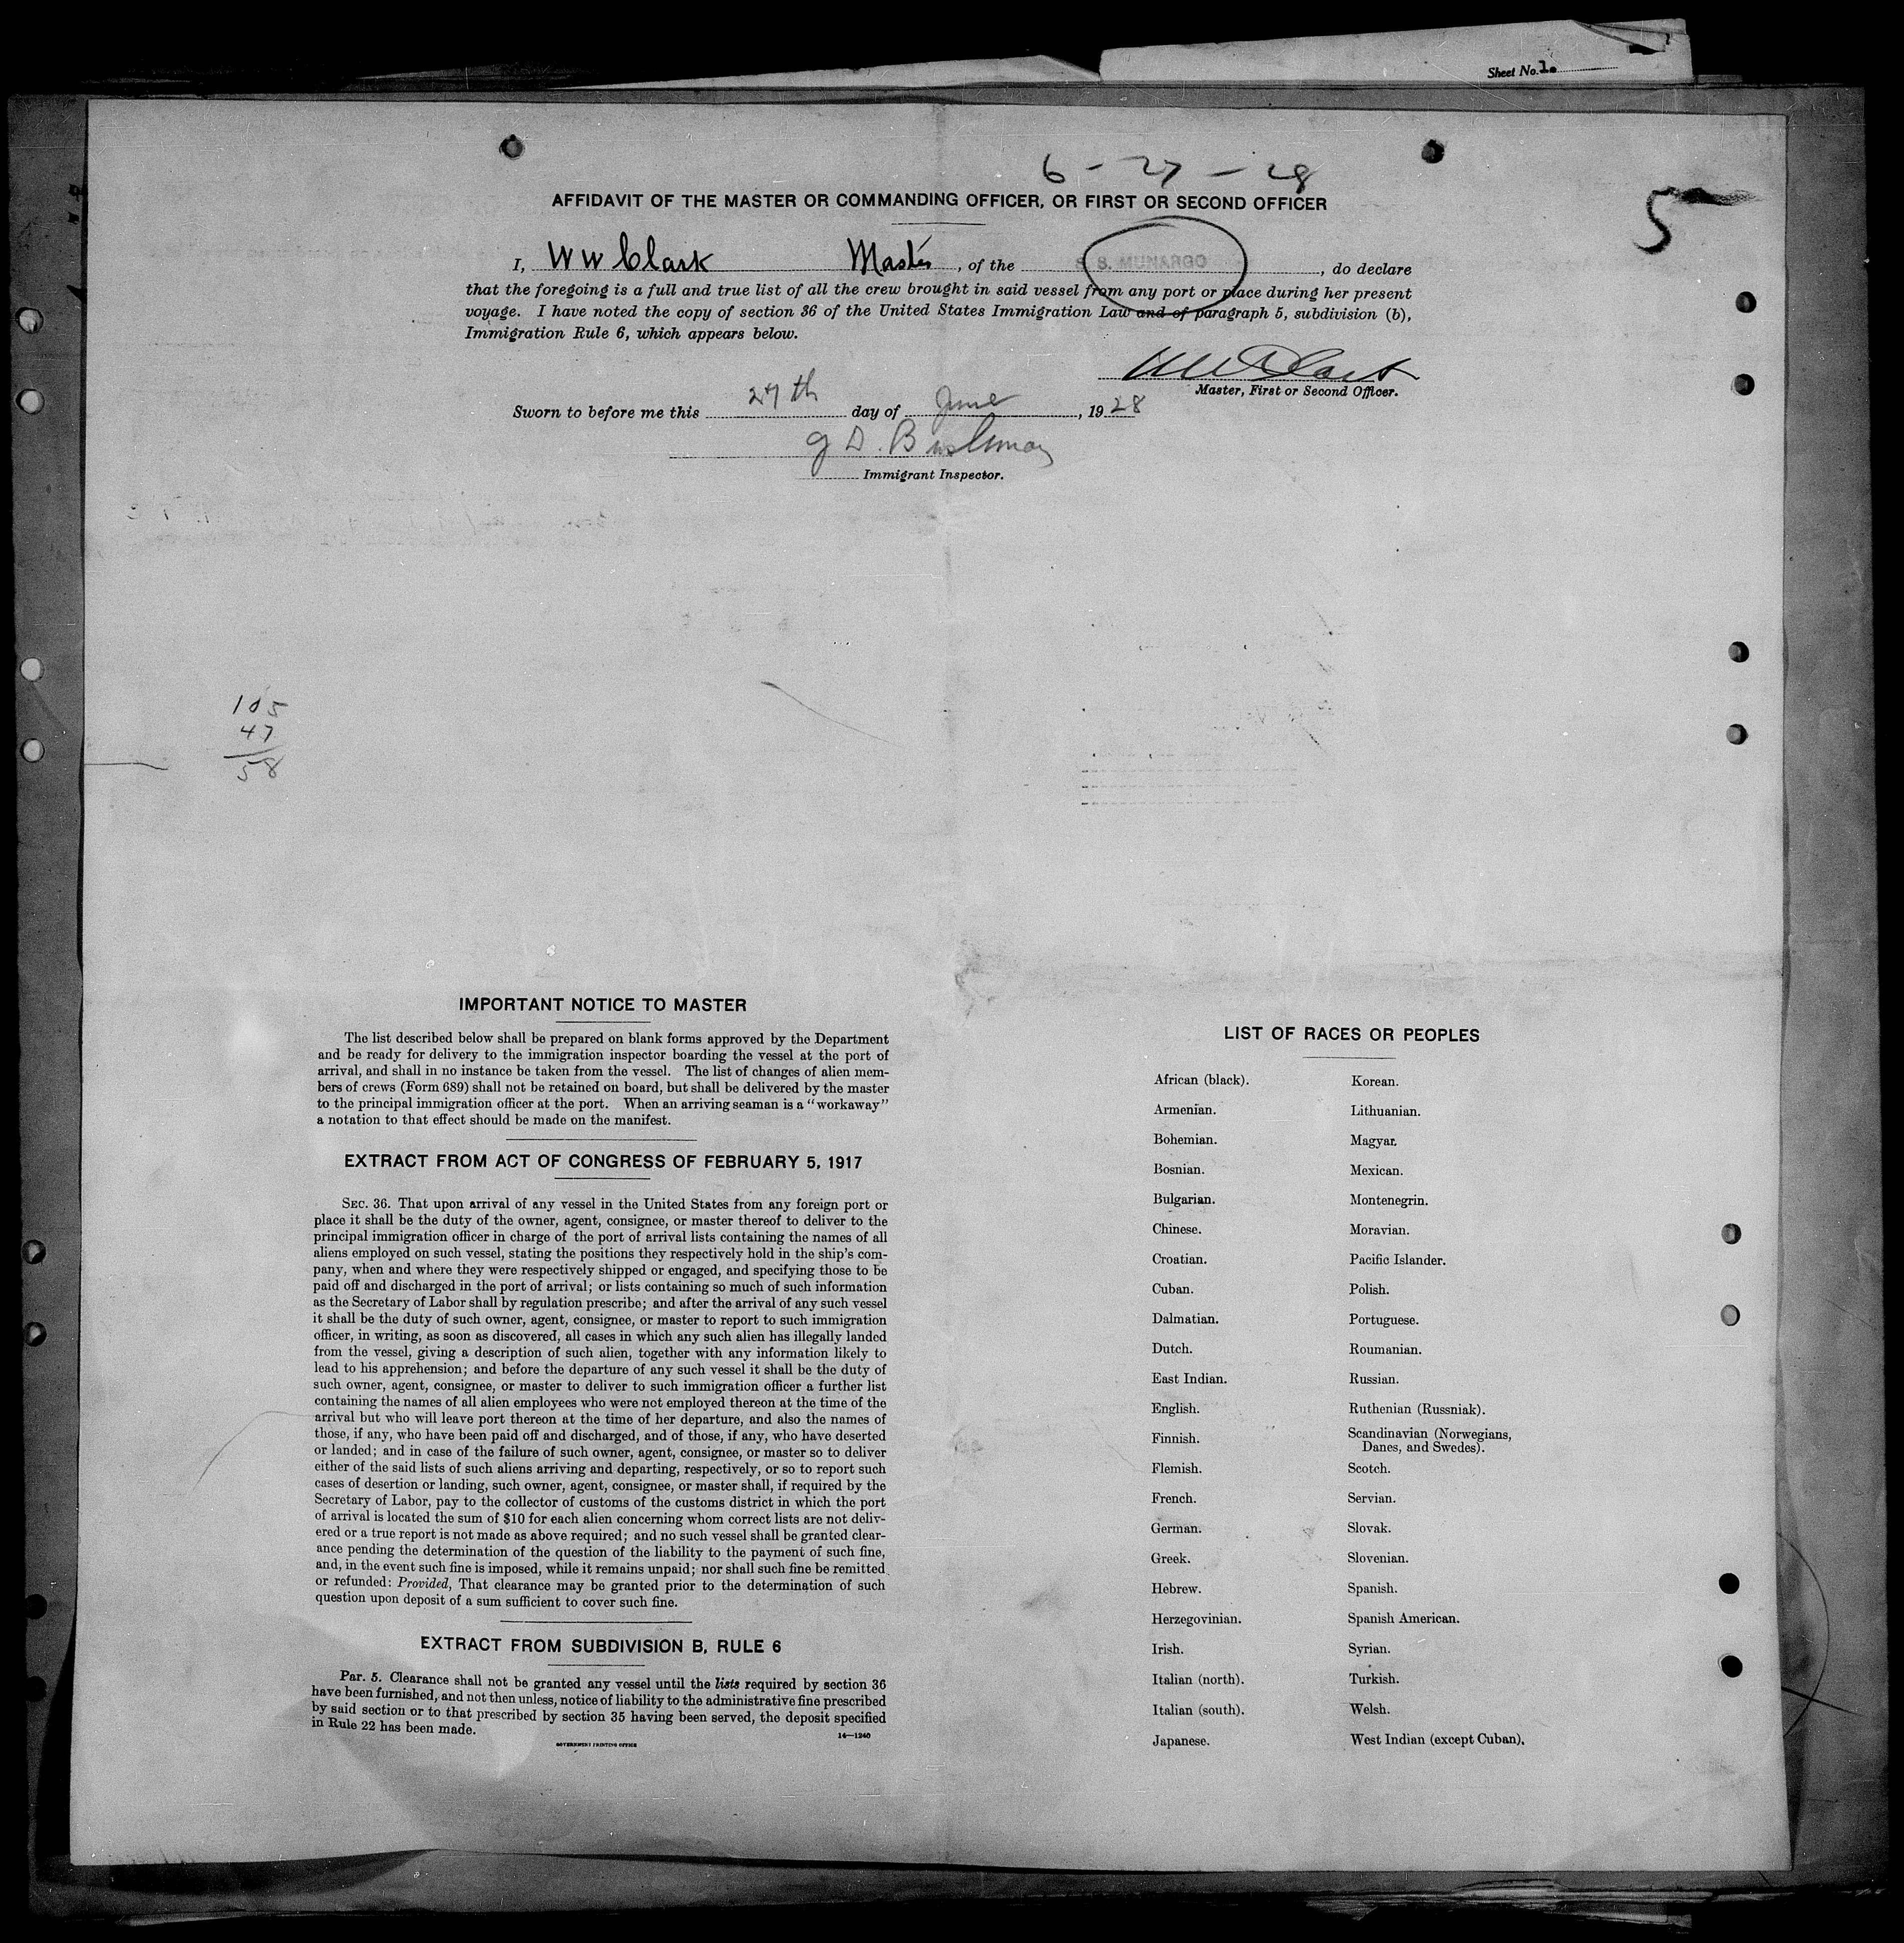 Sheet No. 1.
6 - 27 - 28
5
AFFIDAVIT OF THE MASTER OR COMMANDING OFFICER, OR FIRST OR SECOND OFFICER
I, W W Clark Master, of the S. S. MUNARGO, do declare
that the foregoing is a full and true list of all the crew brought in said vessel from any port or place during her present
voyage. I have noted the copy of section 36 of the United States Immigration Law and of paragraph 5, subdivision (b),
Immigration Rule 6, which appears below.
W W Clark
Master, First or Second Officer.
Sworn to before me this 27th day of June, 1928
Immigrant Inspector.
105
47
58
IMPORTANT NOTICE TO MASTER
The list described below shall be prepared on blank forms approved by the Department
and be ready for delivery to the immigration inspector boarding the vessel at the port of
arrival, and shall in no instance be taken from the vessel. The list of changes of alien mem-
bers of crews (Form 689) shall not be retained on board, but shall be delivered by the master
to the principal immigration officer at the port. When an arriving seaman is a "workaway"
a notation to that effect should be made on the manifest.
EXTRACT FROM ACT OF CONGRESS OF FEBRUARY 5, 1917
SEC. 36. That upon arrival of any vessel in the United States from any foreign port or
place it shall be the duty of the owner, agent, consignee, or master thereof to deliver to the
principal immigration officer in charge of the port of arrival lists containing the names of all
aliens employed on such vessel, stating the positions they respectively hold in the ship's com-
pany, when and where they were respectively shipped or engaged, and specifying those to be
paid off and discharged in the port of arrival; or lists containing so much of such information
as the Secretary of Labor shall by regulation prescribe; and after the arrival of any such vessel
it shall be the duty of such owner, agent, consignee, or master to report to such immigration
officer, in writing, as soon as discovered, all cases in which any such alien has illegally landed
from the vessel, giving a description of such alien, together with any information likely to
lead to his apprehension; and before the departure of any such vessel it shall be the duty of
such owner, agent, consignee, or master to deliver to such immigration officer a further list
containing the names of all alien employees who were not employed thereon at the time of the
arrival but who will leave port thereon at the time of her departure, and also the names of
those, if any, who have been paid off and discharged, and of those, if any, who have deserted
or landed; and in case of the failure of such owner, agent, consignee, or master so to deliver
either of the said lists of such aliens arriving and departing, respectively, or so to report such
cases of desertion or landing, such owner, agent, consignee, or master shall, if required by the
Secretary of Labor, pay to the collector of customs of the customs district in which the port
of arrival is located the sum of $10 for each alien concerning whom correct lists are not deliv-
ered or a true report is not made as above required; and no such vessel shall be granted clear-
ance pending the determination of the question of the liability to the payment of such fine,
and, in the event such fine is imposed, while it remains unpaid; nor shall such fine be remitted
or refunded: Provided, That clearance may be granted prior to the determination of such
question upon deposit of a sum sufficient to cover such fine.
EXTRACT FROM SUBDIVISION B, RULE 6
Par. 5. Clearance shall not be granted any vessel until the lists required by section 36
have been furnished, and not then unless, notice of liability to the administrative fine prescribed
by said section or to that prescribed by section 35 having been served, the deposit specified
in Rule 22 has been made.
14—1240
GOVERNMENT PRINTING OFFICE
LIST OF RACES OR PEOPLES
African (black).
Armenian.
Bohemian.
Bosnian.
Bulgarian.
Chinese.
Croatian.
Cuban.
Dalmatian.
Dutch.
East Indian.
English.
Finnish.
Flemish.
French.
German.
Greek.
Hebrew.
Herzegovinian.
Irish.
Italian (north).
Italian (south).
Japanese.
Korean.
Lithuanian.
Magyar.
Mexican.
Montenegrin.
Moravian.
Pacific Islander.
Polish.
Portuguese.
Roumanian.
Russian.
Ruthenian (Russniak).
Scandinavian (Norwegians,
Danes, and Swedes).
Scotch.
Servian.
Slovak.
Slovenian.
Spanish.
Spanish American.
Syrian.
Turkish.
Welsh.
West Indian (except Cuban).